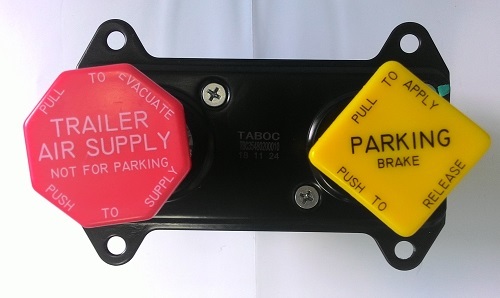 PULL TO EVACUATE
TRAILER
AIR SUPPLY
NOT FOR PARKING
PUSH TO SUPPLY
TABOC
16 11 24
PULL TO APPLY
PARKING
BRAKE
PUSH TO RELEASE